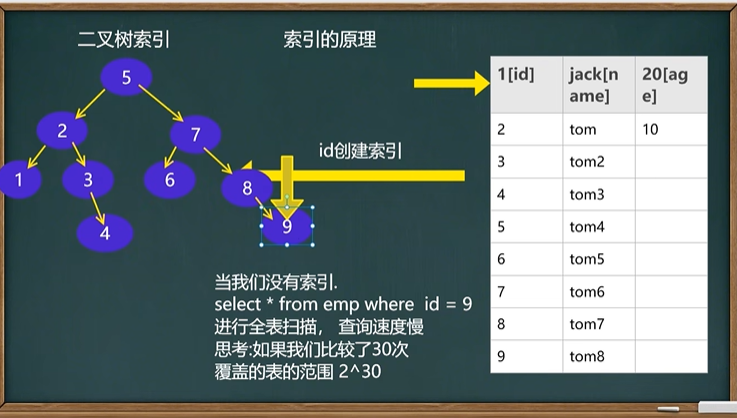 二叉树索引
索引的原理
5
2
7
1
3
6
8
4
9
id创建索引
当我们没有索引.
select * from emp where id = 9
进行全表扫描， 查询速度慢
思考:如果我们比较了30次
覆盖的表的范围 2^30
1[id] jack[n 20[ag
ame] e]
2 tom 10
3 tom2
4 tom3
5 tom4
6 tom5
7 tom6
8 tom7
9 tom8